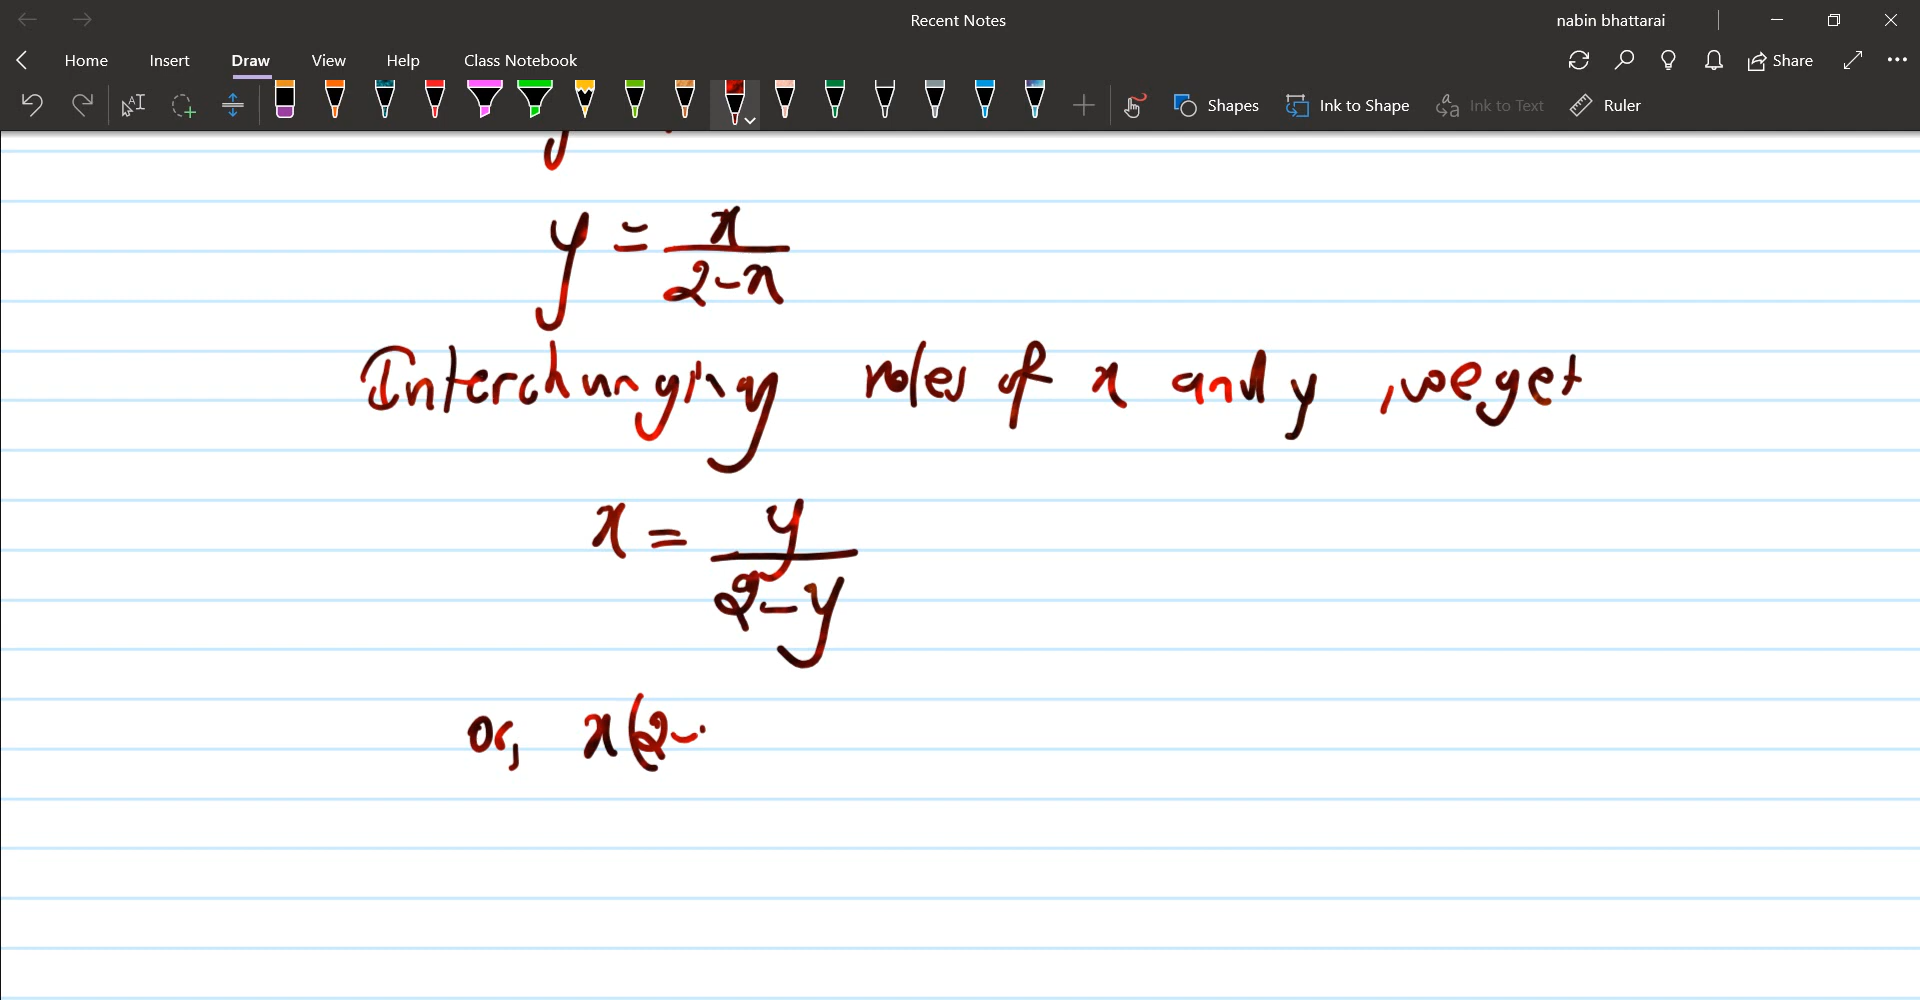 Recent Notes nabin bhattarai
Home Insert Draw View Help Class Notebook Share
Shapes Ink to Shape Ink to Text Ruler
y
y = x / 2-x
Interchanging roles of x and y , we get
x = y / 2-y
or, x(2-